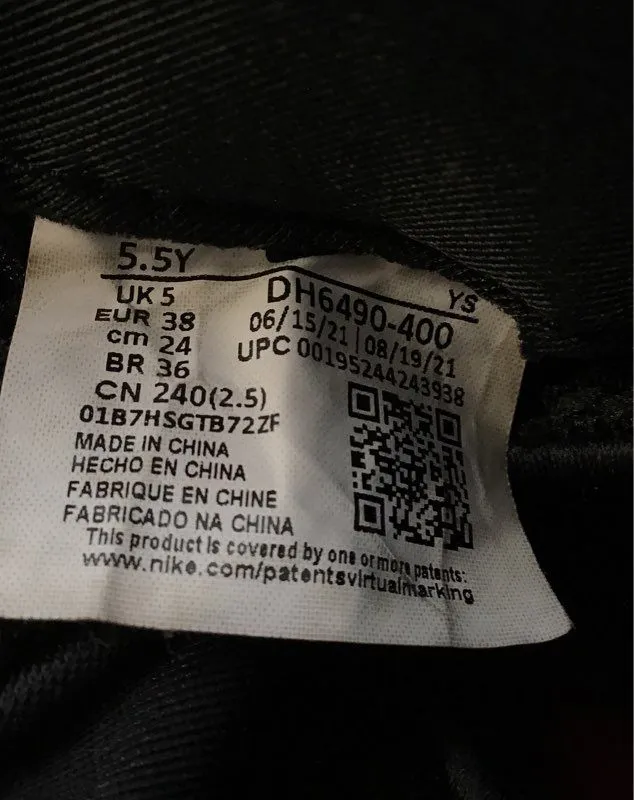 5.5Y YS
UK 5
EUR 38
cm 24
BR 36
CN 240(2.5)
DH6490-400
06/15/21 | 08/19/21
UPC 00195244243938
01B7HSGTB72ZF
MADE IN CHINA
HECHO EN CHINA
FABRIQUE EN CHINE
FABRICADO NA CHINA
This product is covered by one or more patents:
www.nike.com/patentsvirtualmarking